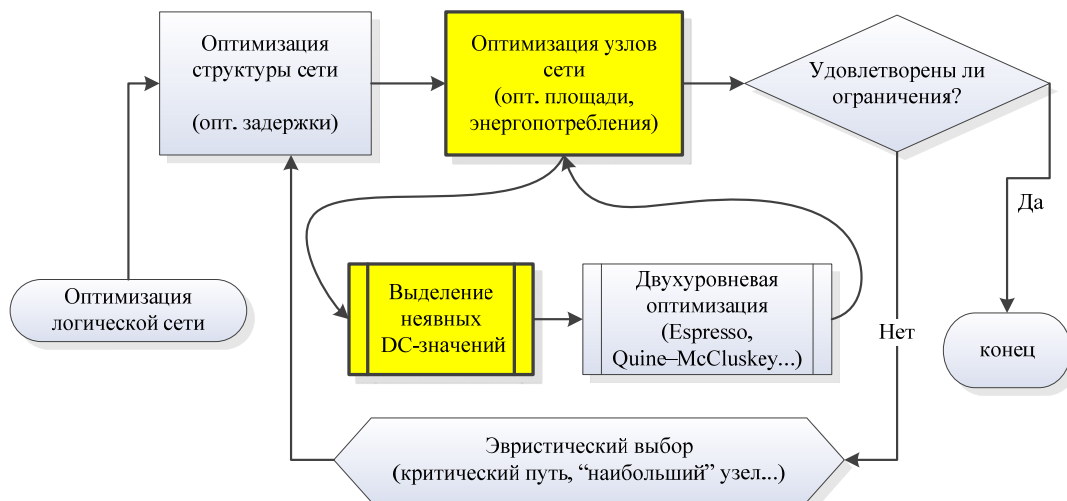 Оптимизация
структуры сети
(опт. задержки)
Оптимизация узлов
сети
(опт. площади,
энергопотребления)
Удовлетворены ли
ограничения?
Да
Оптимизация
логической сети
Выделение
неявных
DC-значений
Двухуровневая
оптимизация
(Espresso,
Quine–McCluskey...)
Нет
конец
Эвристический выбор
(критический путь, “наибольший” узел...)